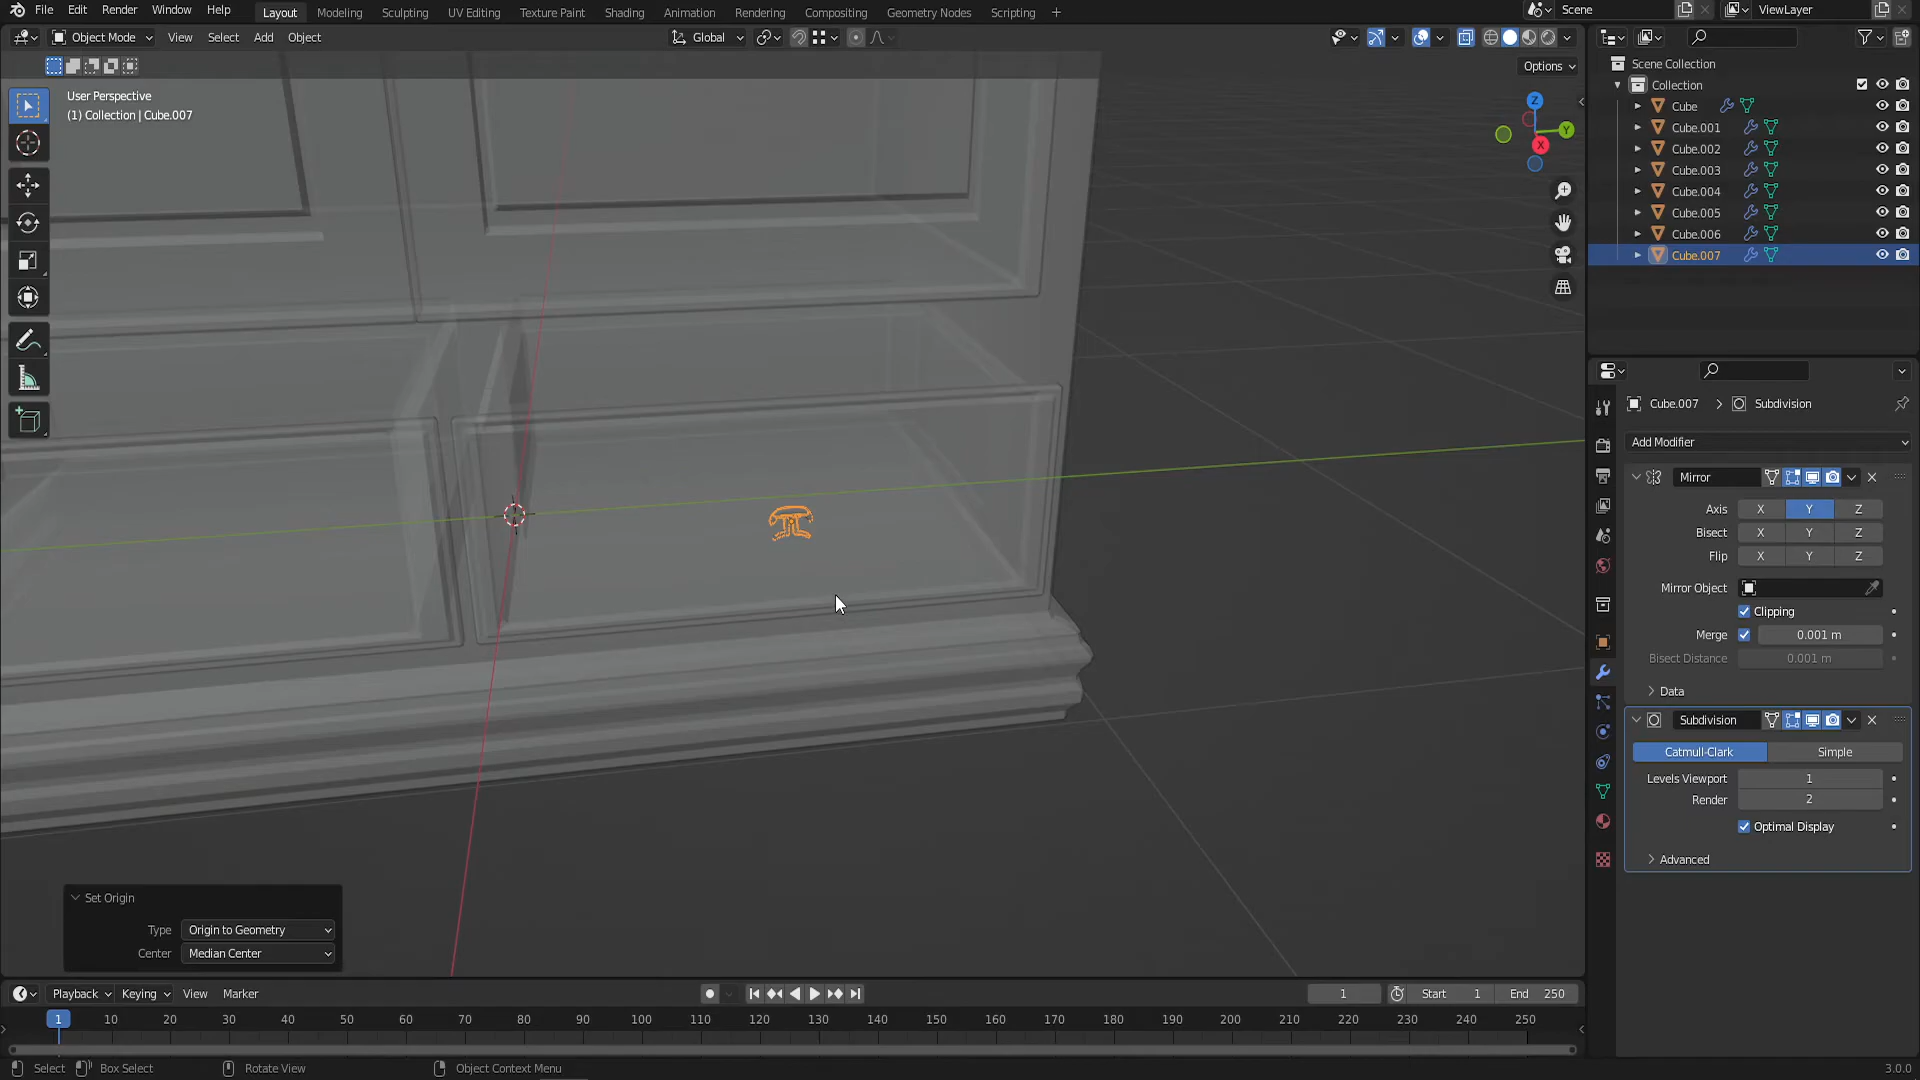 File Edit Render Window Help
Layout Modeling Sculpting UV Editing Texture Paint Shading Animation Rendering Compositing Geometry Nodes Scripting +
Scene
ViewLayer
Object Mode View Select Add Object
Global
Options
User Perspective
(1) Collection | Cube.007
Z
Y
X
Scene Collection
Collection
Cube
Cube.001
Cube.002
Cube.003
Cube.004
Cube.005
Cube.006
Cube.007
Cube.007 > Subdivision
Add Modifier
Mirror
Axis X Y Z
Bisect X Y Z
Flip X Y Z
Mirror Object
Clipping
Merge 0.001 m
Bisect Distance 0.001 m
Data
Subdivision
Catmull-Clark Simple
Levels Viewport 1
Render 2
Optimal Display
Advanced
Set Origin
Type Origin to Geometry
Center Median Center
Playback Keying View Marker
1 Start 1 End 250
1 10 20 30 40 50 60 70 80 90 100 110 120 130 140 150 160 170 180 190 200 210 220 230 240 250
Select Box Select Rotate View Object Context Menu 3.0.0